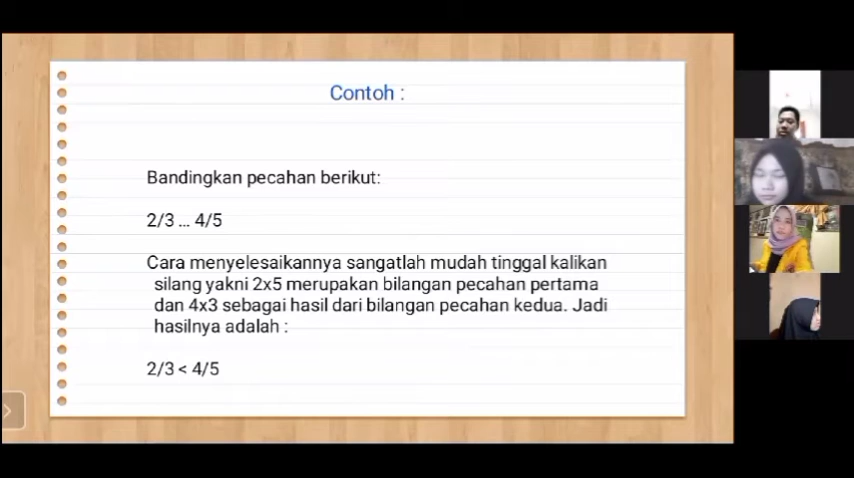 Contoh :
Bandingkan pecahan berikut:
2/3 ... 4/5
Cara menyelesaikannya sangatlah mudah tinggal kalikan
silang yakni 2x5 merupakan bilangan pecahan pertama
dan 4x3 sebagai hasil dari bilangan pecahan kedua. Jadi
hasilnya adalah :
2/3 < 4/5